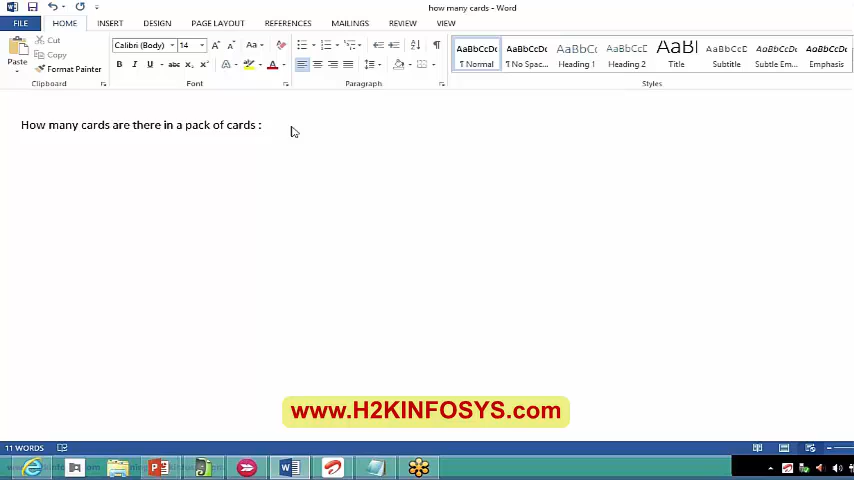 how many cards - Word
FILE HOME INSERT DESIGN PAGE LAYOUT REFERENCES MAILINGS REVIEW VIEW
Paste
Cut
Copy
Format Painter
Clipboard
Calibri (Body) 14
Font
Paragraph
AaBbCcDc AaBbCcDc AaBbCc AaBbCcE AaBl AaBbCcC AaBbCcDc AaBbCcDc
¶ Normal ¶ No Spac... Heading 1 Heading 2 Title Subtitle Subtle Em... Emphasis
Styles
How many cards are there in a pack of cards :
www.H2KINFOSYS.com
11 WORDS